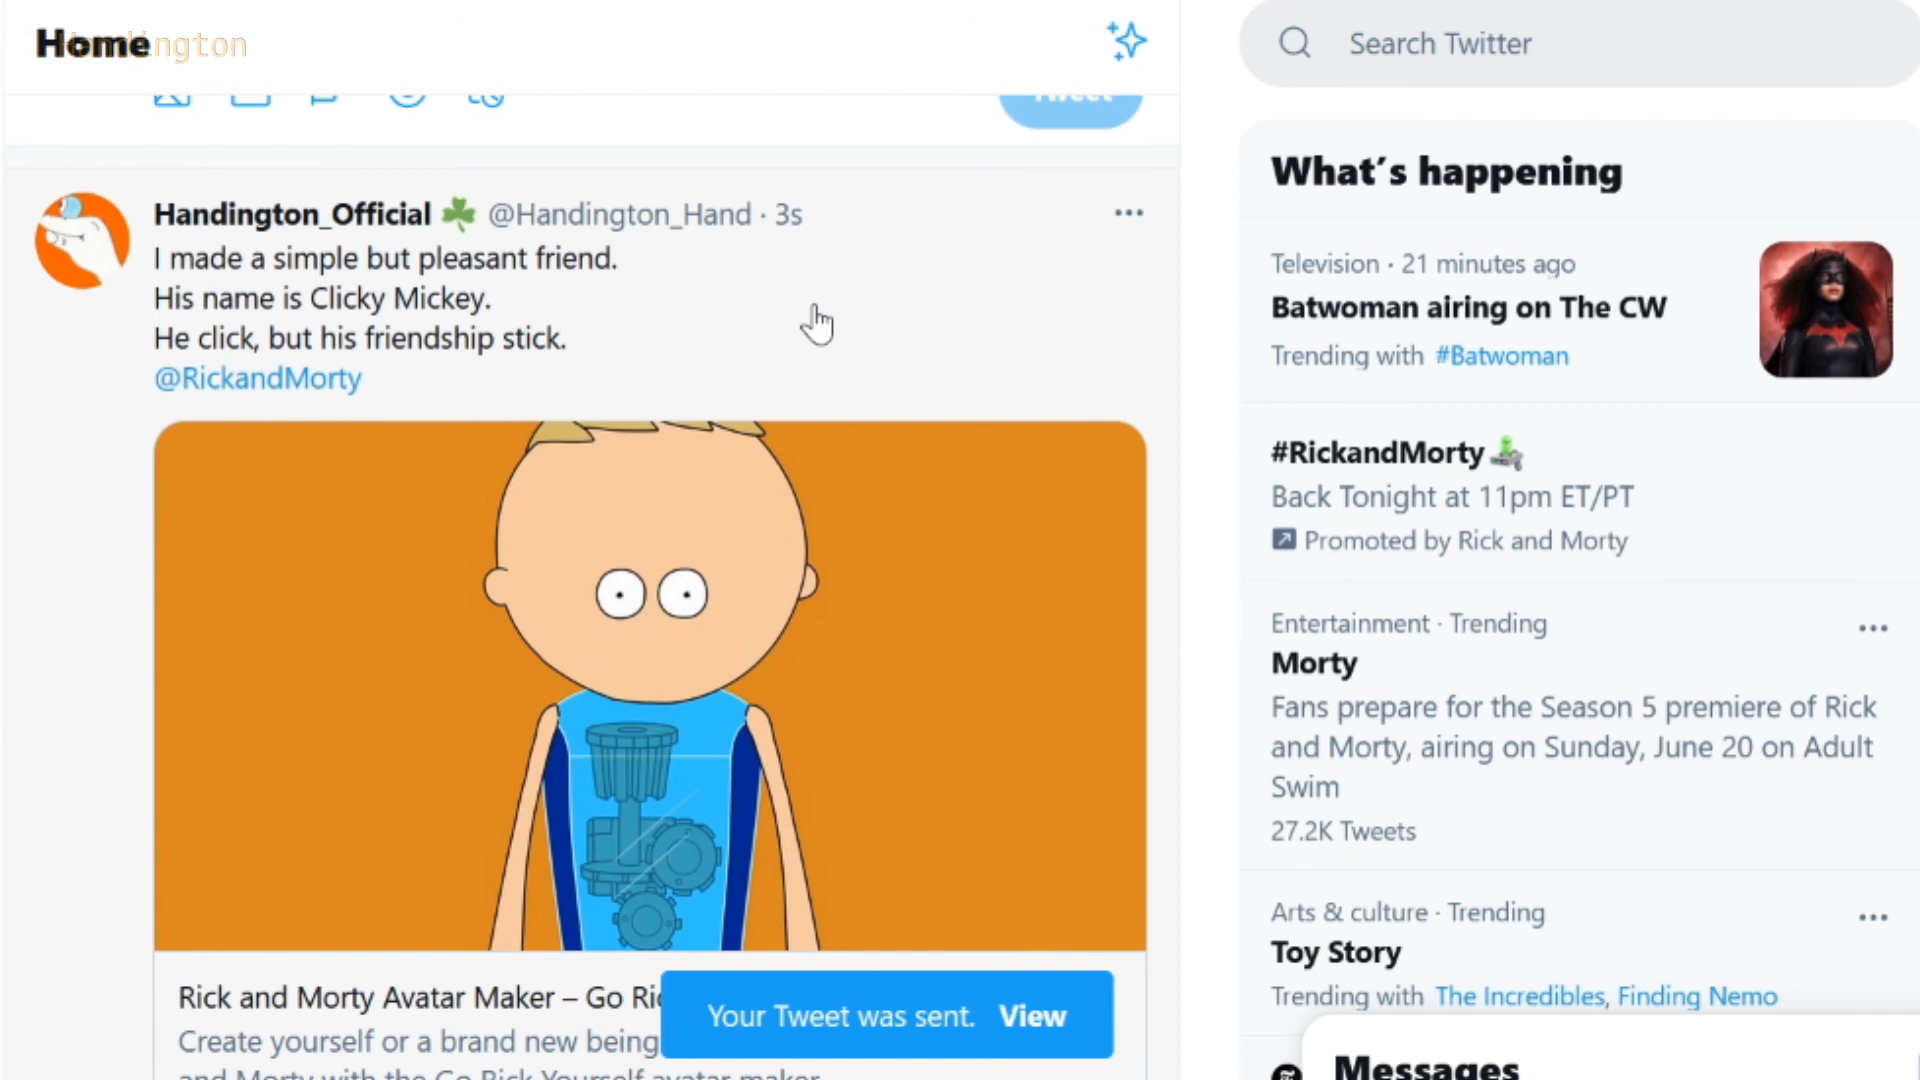 Home
ngton
Search Twitter
Tweet
What's happening
Handington_Official @Handington_Hand · 3s
I made a simple but pleasant friend.
His name is Clicky Mickey.
He click, but his friendship stick.
@RickandMorty
Television · 21 minutes ago
Batwoman airing on The CW
Trending with #Batwoman
#RickandMorty
Back Tonight at 11pm ET/PT
Promoted by Rick and Morty
Entertainment · Trending
Morty
Fans prepare for the Season 5 premiere of Rick
and Morty, airing on Sunday, June 20 on Adult
Swim
27.2K Tweets
Arts & culture · Trending
Toy Story
Trending with The Incredibles, Finding Nemo
Rick and Morty Avatar Maker – Go Ric
Create yourself or a brand new being
and Morty with the Go Rick Yourself avatar maker
Your Tweet was sent. View
Messages